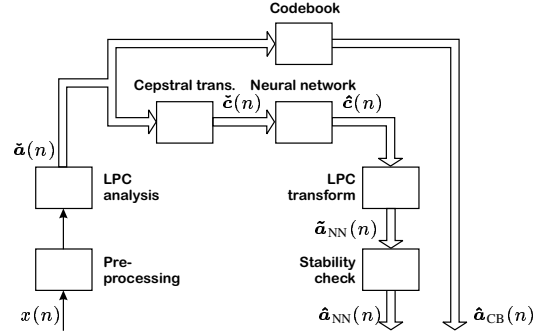 Codebook
Cepstral trans. Neural network
č(n) ĉ(n)
ǎ(n)
LPC
analysis
LPC
transform
ã_NN(n)
Pre-
processing
Stability
check
x(n)
â_NN(n)
â_CB(n)